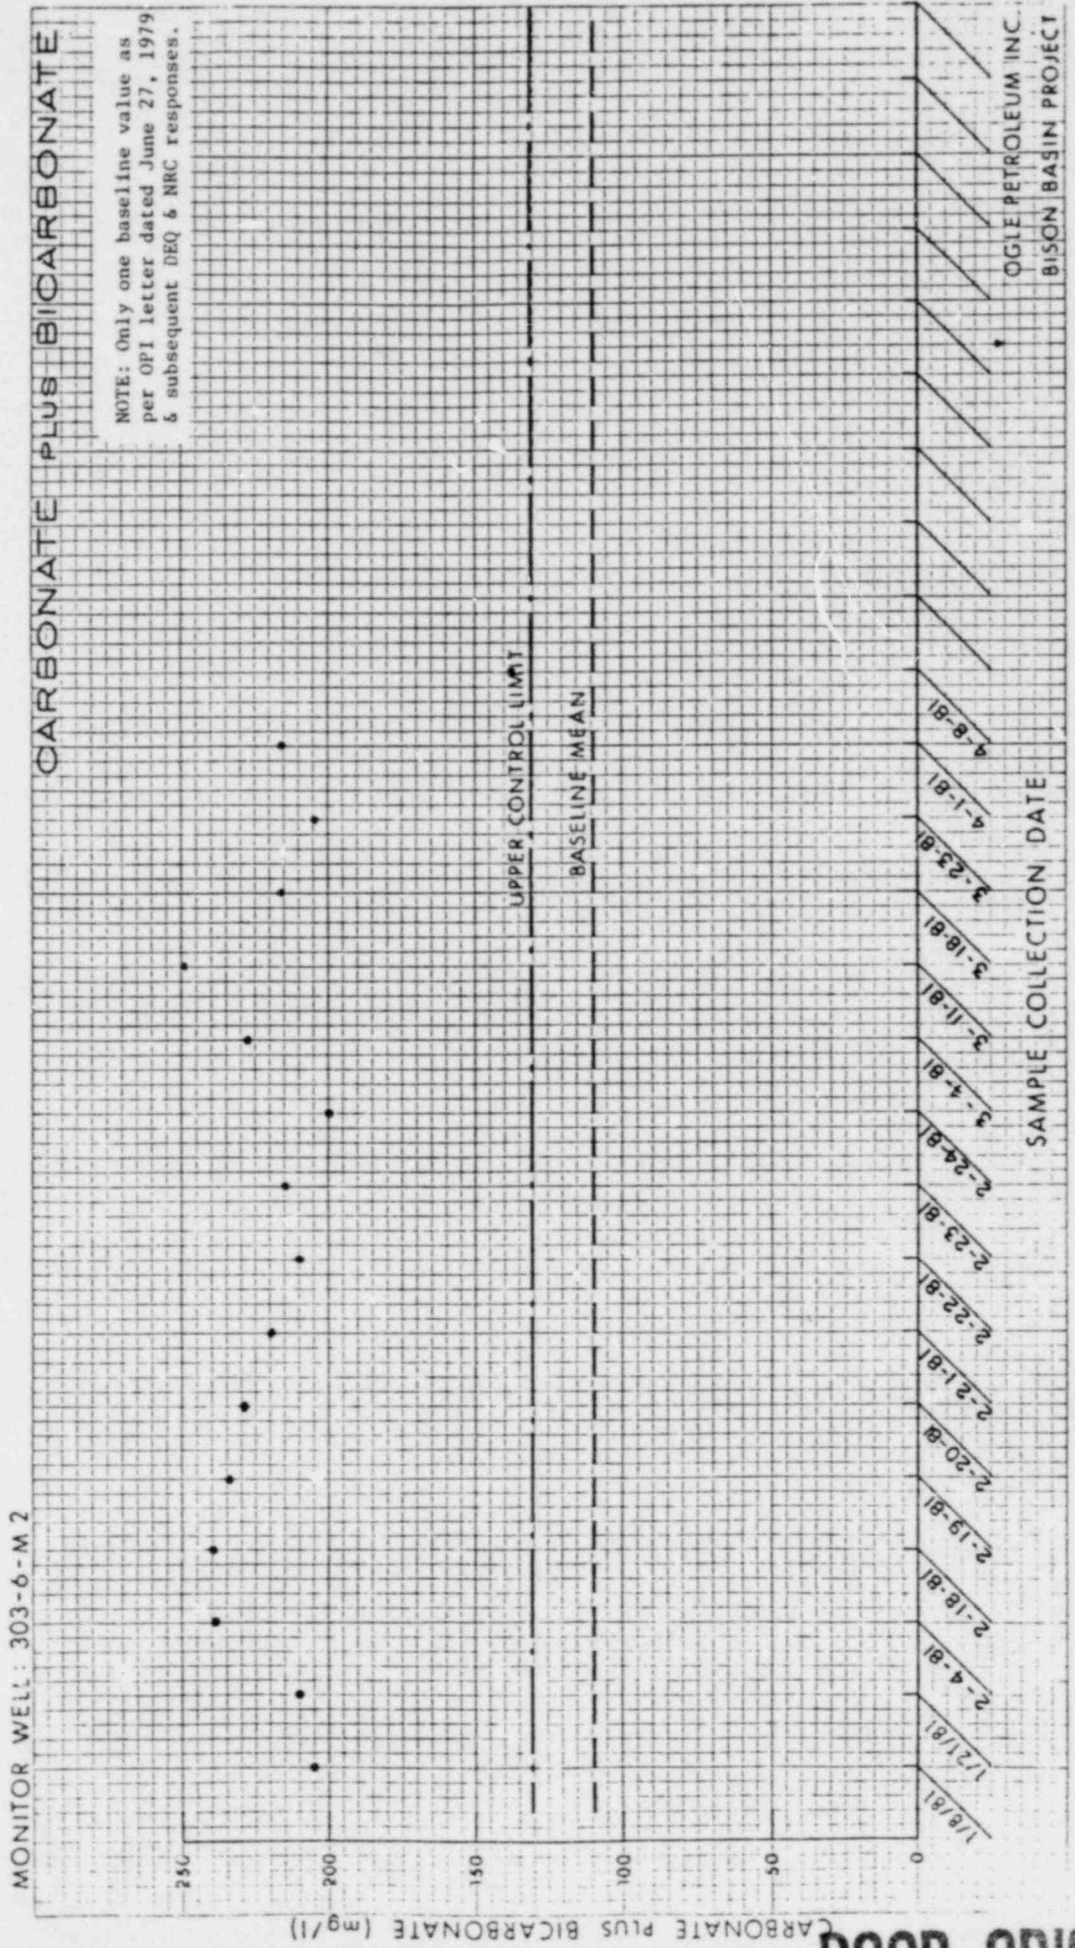 MONITOR WELL: 303-6-M 2
CARBONATE PLUS BICARBONATE
NOTE: Only one baseline value as
per OPI letter dated June 27, 1979
& subsequent DEQ & NRC responses.
CARBONATE PLUS BICARBONATE (mg/l)
250
200
150
100
50
0
UPPER CONTROL LIMIT
BASELINE MEAN
1/8/81
1/21/81
2-4-81
2-18-81
2-19-81
2-20-81
2-21-81
2-22-81
2-23-81
2-24-81
3-4-81
3-11-81
3-18-81
3-23-81
4-1-81
4-8-81
SAMPLE COLLECTION DATE
OGLE PETROLEUM INC.
BISON BASIN PROJECT
POOR